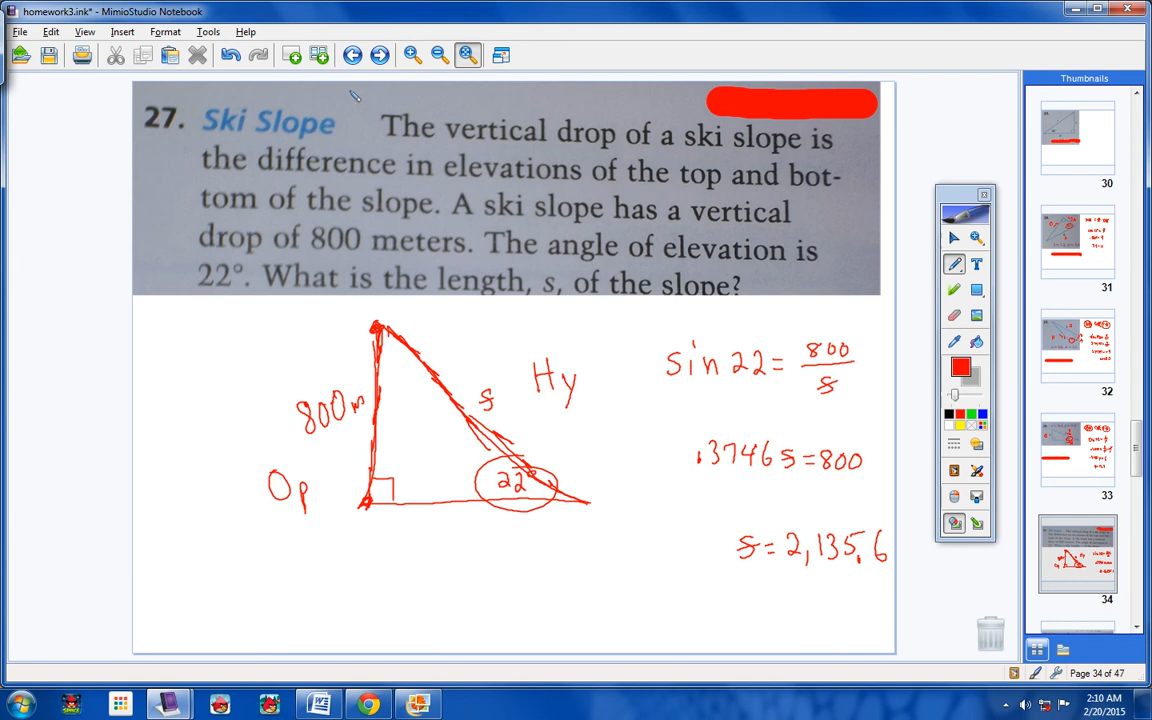 homework3.ink* - MimioStudio Notebook
File Edit View Insert Format Tools Help
Thumbnails
27. Ski Slope The vertical drop of a ski slope is
the difference in elevations of the top and bot-
tom of the slope. A ski slope has a vertical
drop of 800 meters. The angle of elevation is
22°. What is the length, s, of the slope?
800m
s
Hy
Op
22°
sin 22 = 800/s
.3746 s = 800
s = 2,135.6
30
31
32
33
34
Page 34 of 47
2:10 AM
2/20/2015